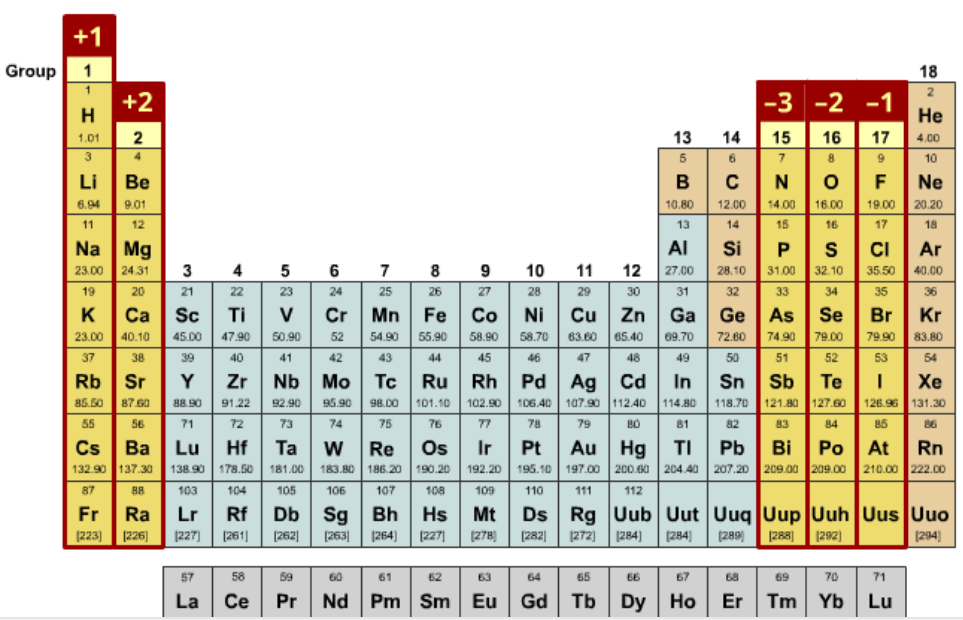 +1
Group 1 18
1 +2 –3 –2 –1 2
H He
1.01 2 13 14 15 16 17 4.00
3 4 5 6 7 8 9 10
Li Be B C N O F Ne
6.94 9.01 10.80 12.00 14.00 16.00 19.00 20.20
11 12 13 14 15 16 17 18
Na Mg Al Si P S Cl Ar
23.00 24.31 3 4 5 6 7 8 9 10 11 12 27.00 28.10 31.00 32.10 35.50 40.00
19 20 21 22 23 24 25 26 27 28 29 30 31 32 33 34 35 36
K Ca Sc Ti V Cr Mn Fe Co Ni Cu Zn Ga Ge As Se Br Kr
23.00 40.10 45.00 47.90 50.90 52 54.90 55.90 58.90 58.70 63.60 65.40 69.70 72.60 74.90 79.00 79.90 83.80
37 38 39 40 41 42 43 44 45 46 47 48 49 50 51 52 53 54
Rb Sr Y Zr Nb Mo Tc Ru Rh Pd Ag Cd In Sn Sb Te I Xe
85.50 87.60 88.90 91.22 92.90 95.90 98.00 101.10 102.90 106.40 107.90 112.40 114.80 118.70 121.80 127.60 126.96 131.30
55 56 71 72 73 74 75 76 77 78 79 80 81 82 83 84 85 86
Cs Ba Lu Hf Ta W Re Os Ir Pt Au Hg Tl Pb Bi Po At Rn
132.90 137.30 138.90 178.50 181.00 183.80 186.20 190.20 192.20 195.10 197.00 200.60 204.40 207.20 209.00 209.00 210.00 222.00
87 88 103 104 105 106 107 108 109 110 111 112
Fr Ra Lr Rf Db Sg Bh Hs Mt Ds Rg Uub Uut Uuq Uup Uuh Uus Uuo
[223] [226] [227] [261] [262] [263] [264] [227] [278] [282] [272] [284] [284] [289] [288] [292] [294]
57 58 59 60 61 62 63 64 65 66 67 68 69 70 71
La Ce Pr Nd Pm Sm Eu Gd Tb Dy Ho Er Tm Yb Lu